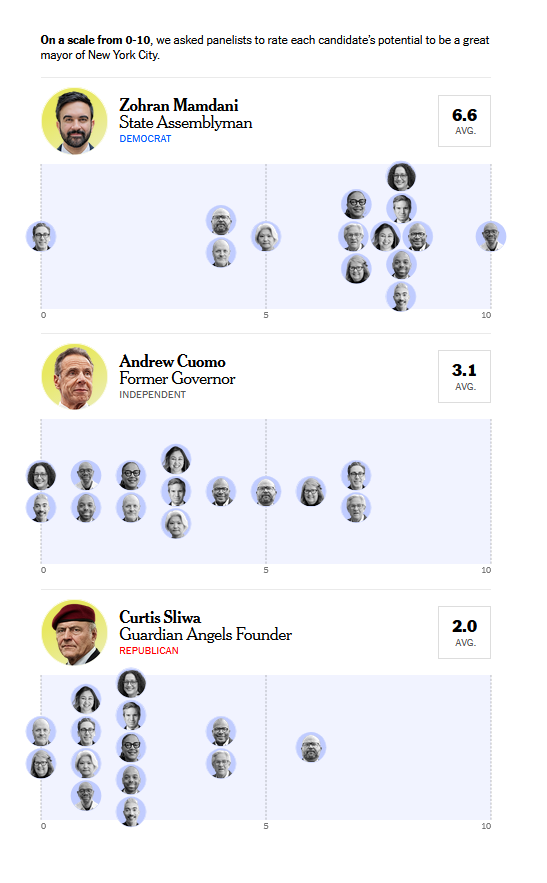 On a scale from 0-10, we asked panelists to rate each candidate’s potential to be a great
mayor of New York City.
Zohran Mamdani
State Assemblyman
DEMOCRAT
6.6
AVG.
0
5
10
Andrew Cuomo
Former Governor
INDEPENDENT
3.1
AVG.
0
5
10
Curtis Sliwa
Guardian Angels Founder
REPUBLICAN
2.0
AVG.
0
5
10